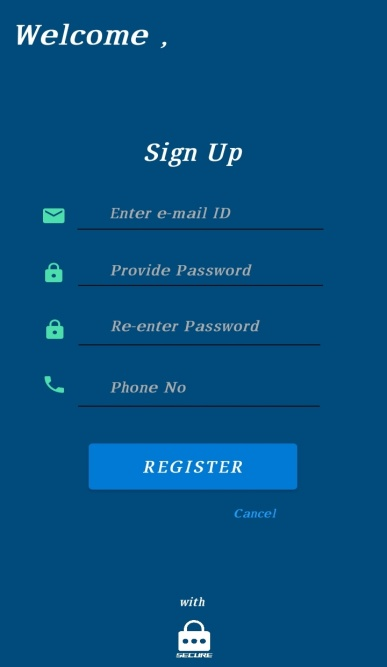 Welcome ,
Sign Up
Enter e-mail ID
Provide Password
Re-enter Password
Phone No
REGISTER
Cancel
with
SECURE